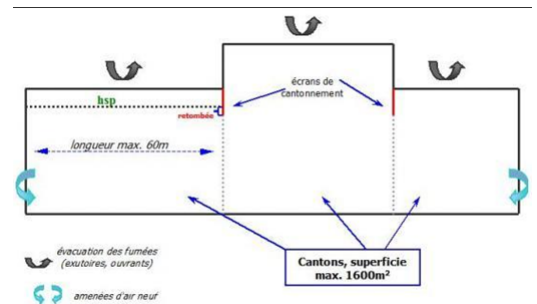 écrans de
cantonnement
hsp
retombée
longueur max. 60m
évacuation des fumées
(exutoires, ouvrants)
Cantons, superficie
max. 1600m²
amenées d'air neuf